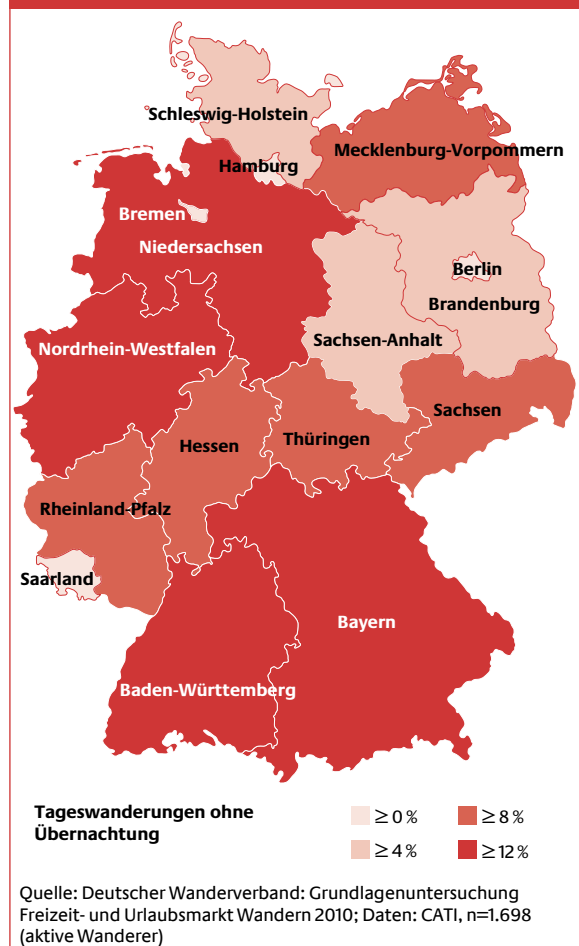 Schleswig-Holstein
Hamburg
Mecklenburg-Vorpommern
Bremen
Niedersachsen
Berlin
Brandenburg
Sachsen-Anhalt
Nordrhein-Westfalen
Sachsen
Hessen
Thüringen
Rheinland-Pfalz
Saarland
Bayern
Baden-Württemberg
Tageswanderungen ohne
Übernachtung
≥ 0 %
≥ 8 %
≥ 4 %
≥ 12 %
Quelle: Deutscher Wanderverband: Grundlagenuntersuchung
Freizeit- und Urlaubsmarkt Wandern 2010; Daten: CATI, n=1.698
(aktive Wanderer)